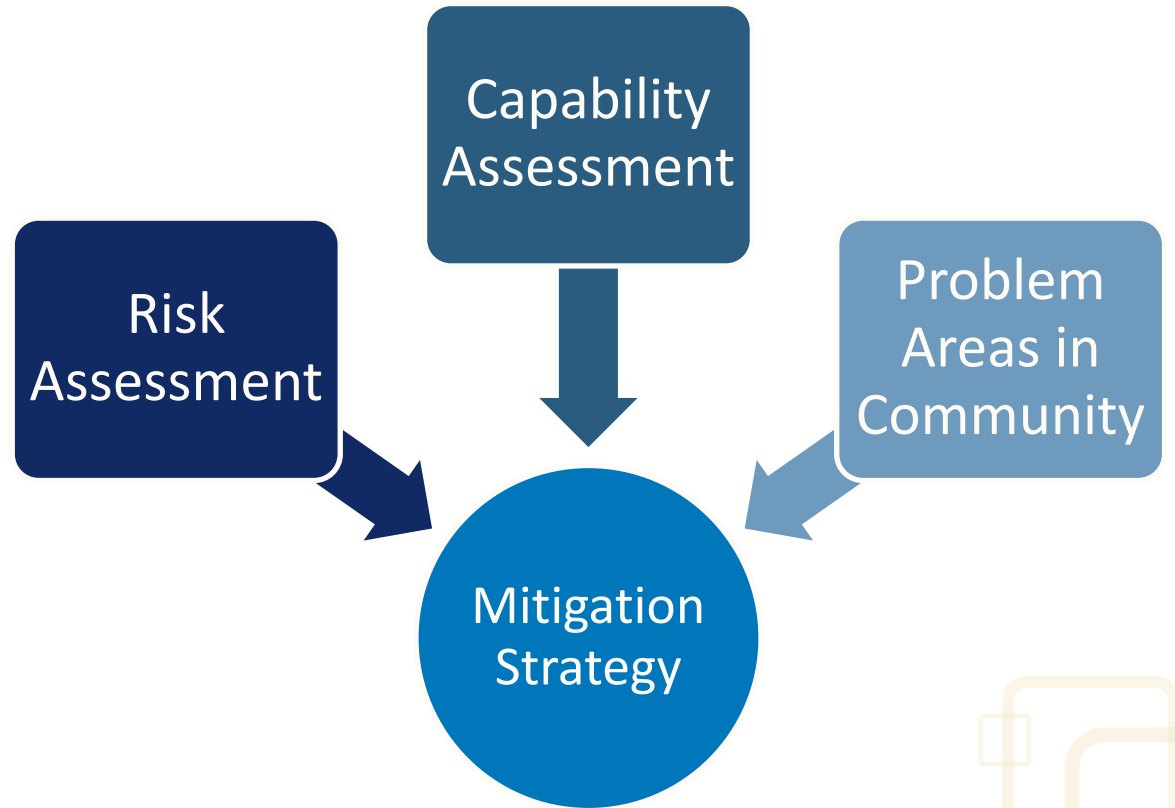 Capability
Assessment
Risk
Assessment
Problem
Areas in
Community
Mitigation
Strategy